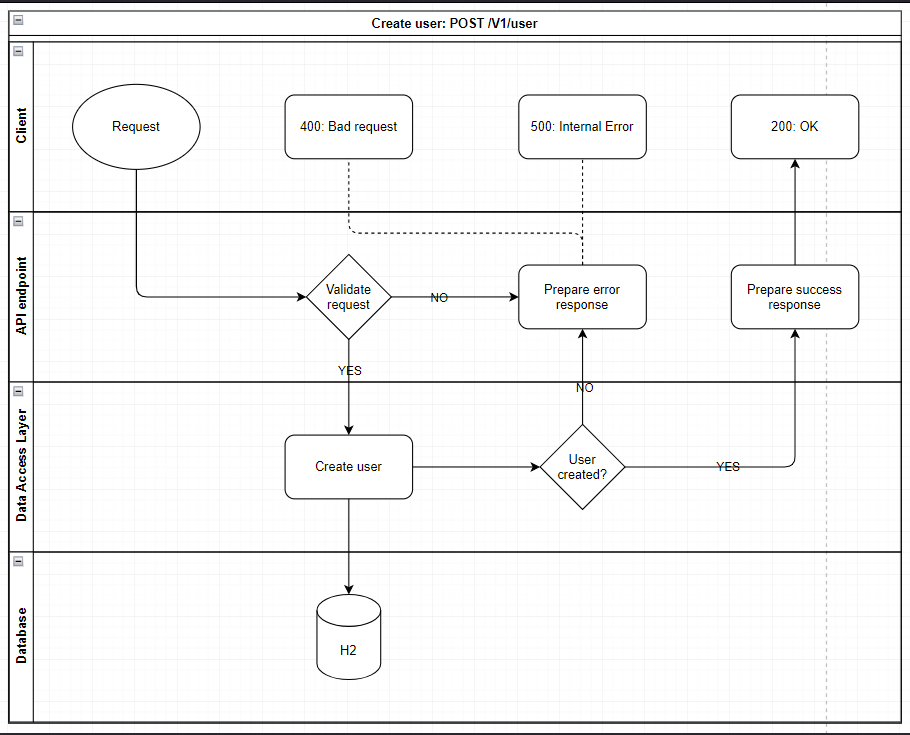 Create user: POST /V1/user
Client
Request
400: Bad request
500: Internal Error
200: OK
API endpoint
Validate
request
NO
Prepare error
response
Prepare success
response
YES
NO
Data Access Layer
Create user
User
created?
YES
Database
H2